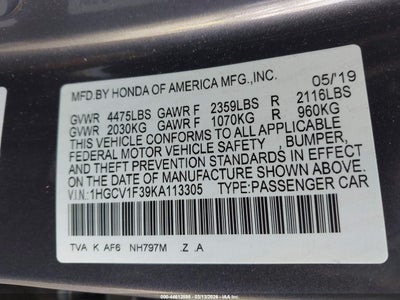 MFD.BY HONDA OF AMERICA MFG.,INC.
05/19
GVWR 4475LBS GAWR F 2359LBS R 2116LBS
GVWR 2030KG GAWR F 1070KG R 960KG
THIS VEHICLE CONFORMS TO ALL APPLICABLE
FEDERAL MOTOR VEHICLE SAFETY , BUMPER,
AND THEFT PREVENTION STANDARDS IN EFFECT
ON THE DATE OF MANUFACTURE SHOWN ABOVE.
V.I.N:1HGCV1F39KA113305 TYPE:PASSENGER CAR
TVA K AF6 NH797M .Z .A